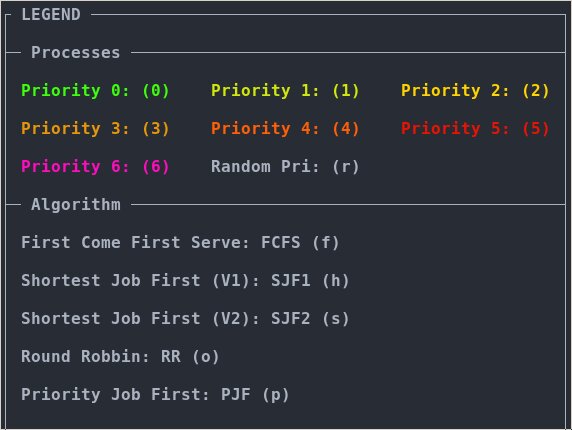 LEGEND
Processes
Priority 0: (0) Priority 1: (1) Priority 2: (2)
Priority 3: (3) Priority 4: (4) Priority 5: (5)
Priority 6: (6) Random Pri: (r)
Algorithm
First Come First Serve: FCFS (f)
Shortest Job First (V1): SJF1 (h)
Shortest Job First (V2): SJF2 (s)
Round Robbin: RR (o)
Priority Job First: PJF (p)